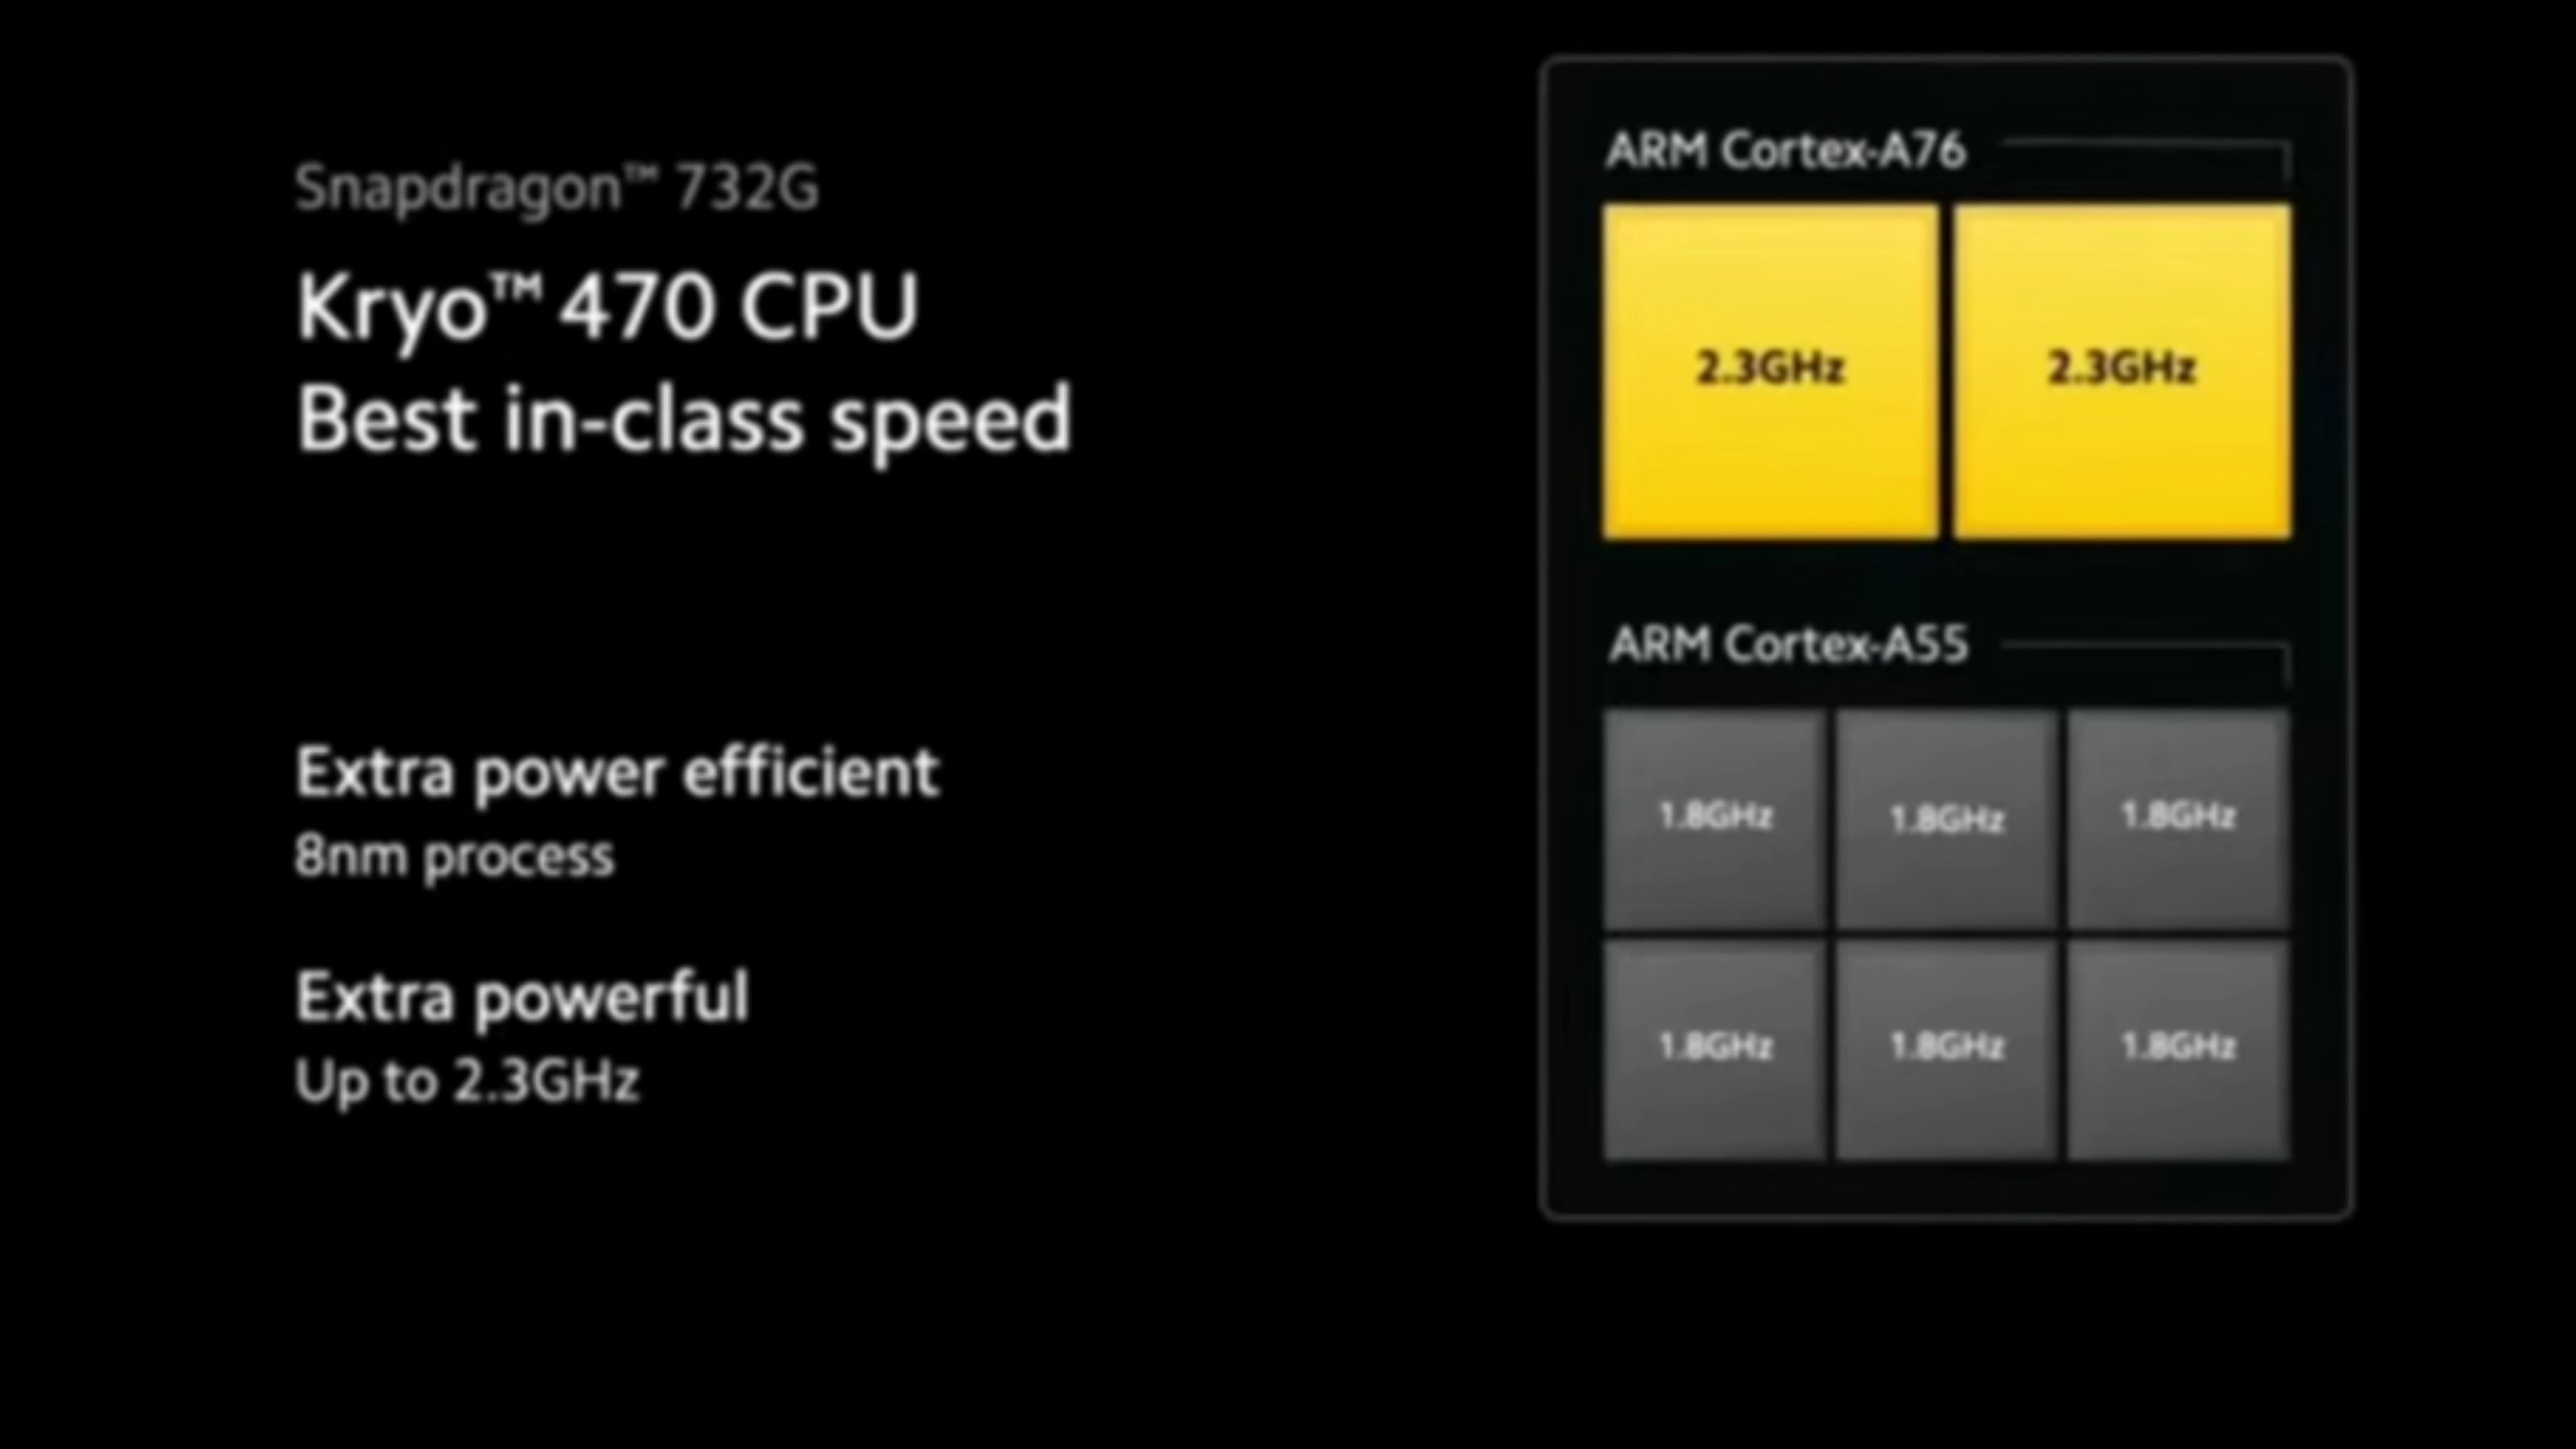 Snapdragon™ 732G
Kryo™ 470 CPU
Best in-class speed
Extra power efficient
8nm process
Extra powerful
Up to 2.3GHz
ARM Cortex-A76
2.3GHz 2.3GHz
ARM Cortex-A55
1.8GHz 1.8GHz 1.8GHz
1.8GHz 1.8GHz 1.8GHz